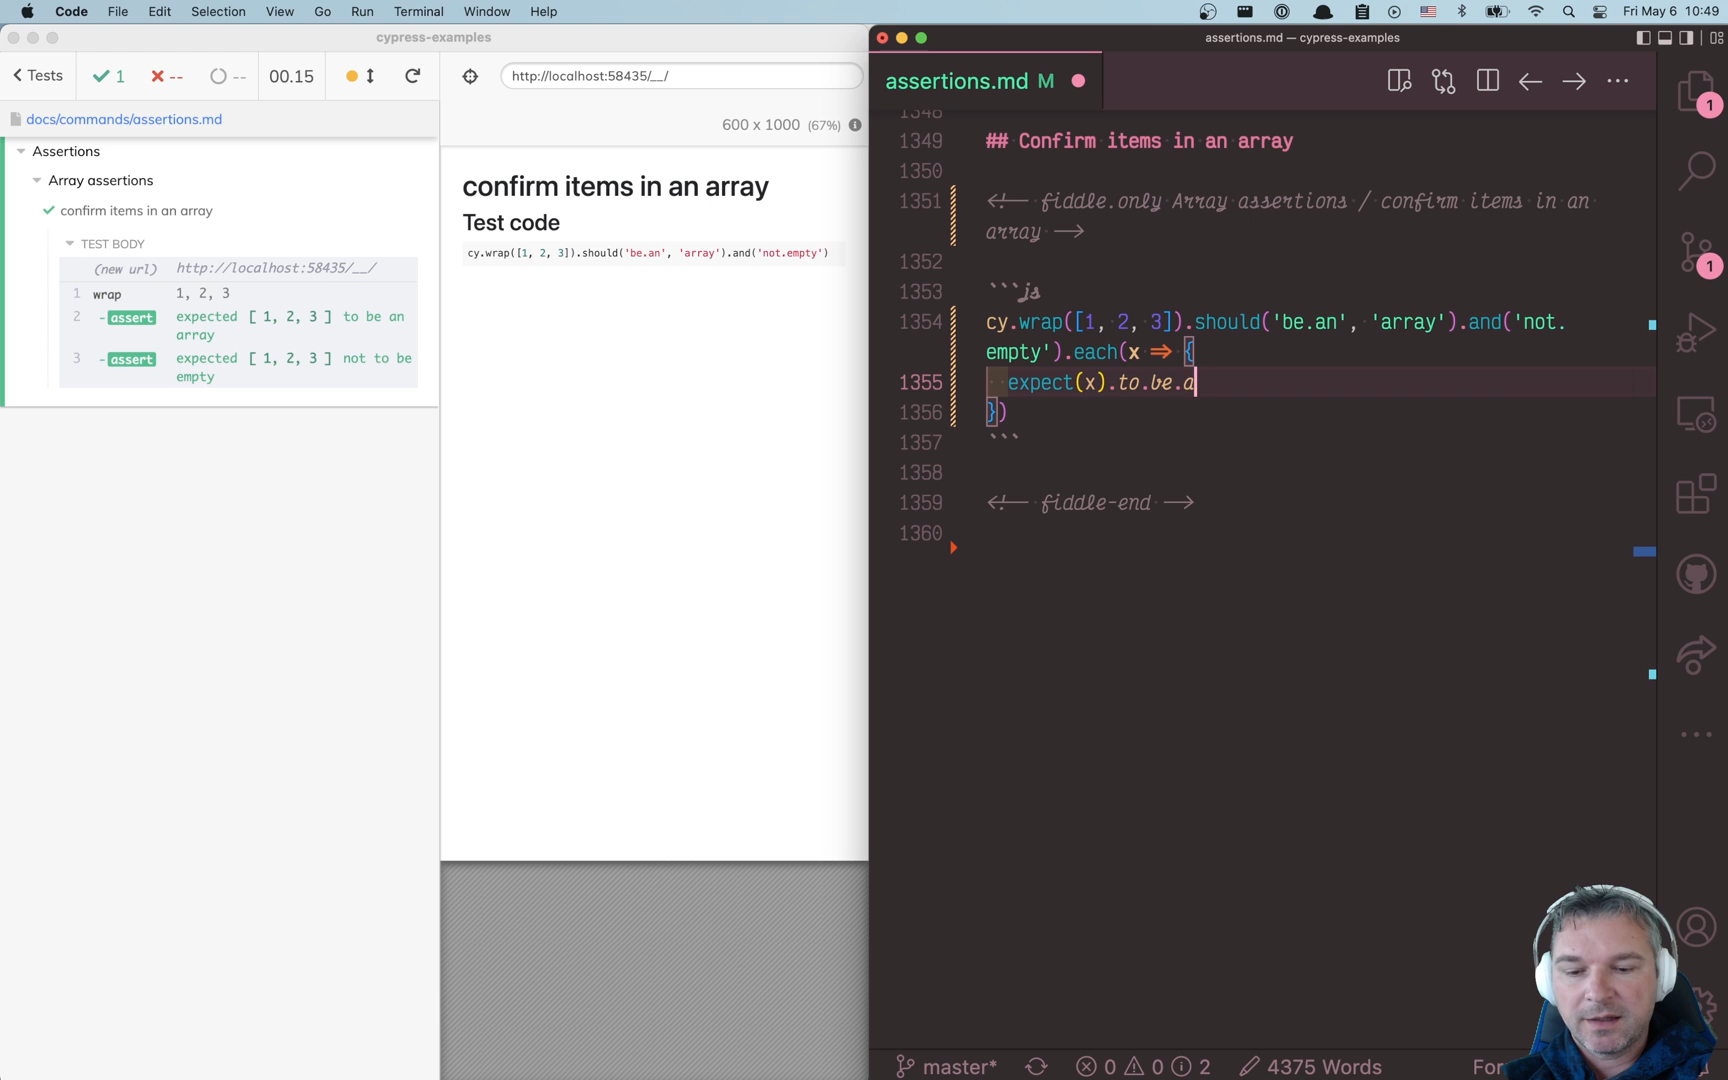 Code File Edit Selection View Go Run Terminal Window Help
Fri May 6 10:49
cypress-examples
Tests 1 -- -- 00.15
http://localhost:58435/__/
docs/commands/assertions.md
600 x 1000 (67%)
Assertions
Array assertions
confirm items in an array
TEST BODY
(new url) http://localhost:58435/__/
1 wrap 1, 2, 3
2 -assert expected [ 1, 2, 3 ] to be an
array
3 -assert expected [ 1, 2, 3 ] not to be
empty
confirm items in an array
Test code
cy.wrap([1, 2, 3]).should('be.an', 'array').and('not.empty')
assertions.md — cypress-examples
assertions.md M
1348
1349 ## Confirm items in an array
1350
1351 <!-- fiddle.only Array assertions / confirm items in an
array -->
1352
1353 ```js
1354 cy.wrap([1, 2, 3]).should('be.an', 'array').and('not.
empty').each(x => {
1355 expect(x).to.be.a
1356 })
1357 ```
1358
1359 <!-- fiddle-end -->
1360
1
1
master* 0 0 2 4375 Words For